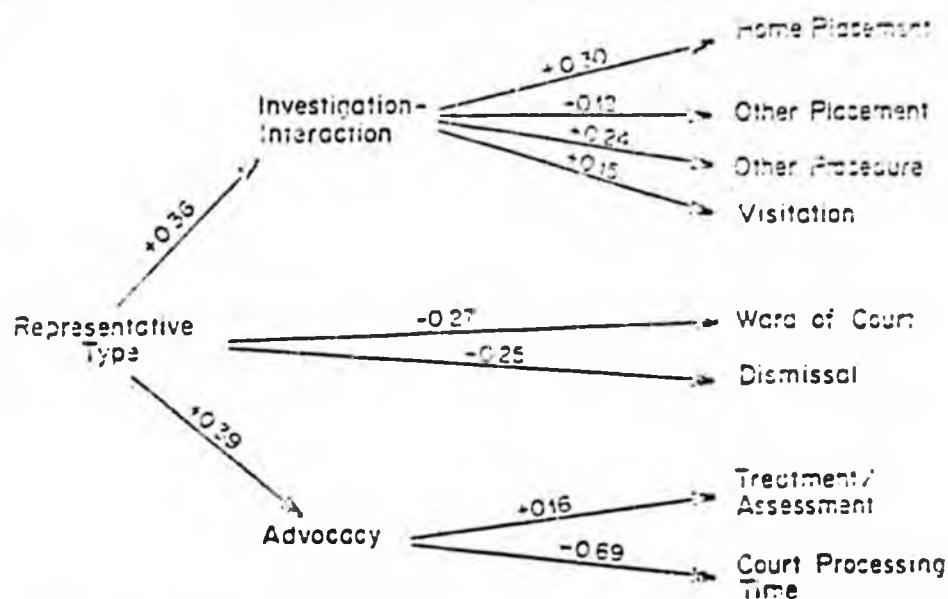 Home Placement
+0.30
Investigation-
Interaction
-0.12
Other Placement
+0.24
Other Procedure
+0.15
Visitation
+0.36
Representative
Type
-0.27
Ward of Court
-0.25
Dismissal
+0.39
Treatment/
Assessment
+0.16
Advocacy
-0.69
Court Processing
Time